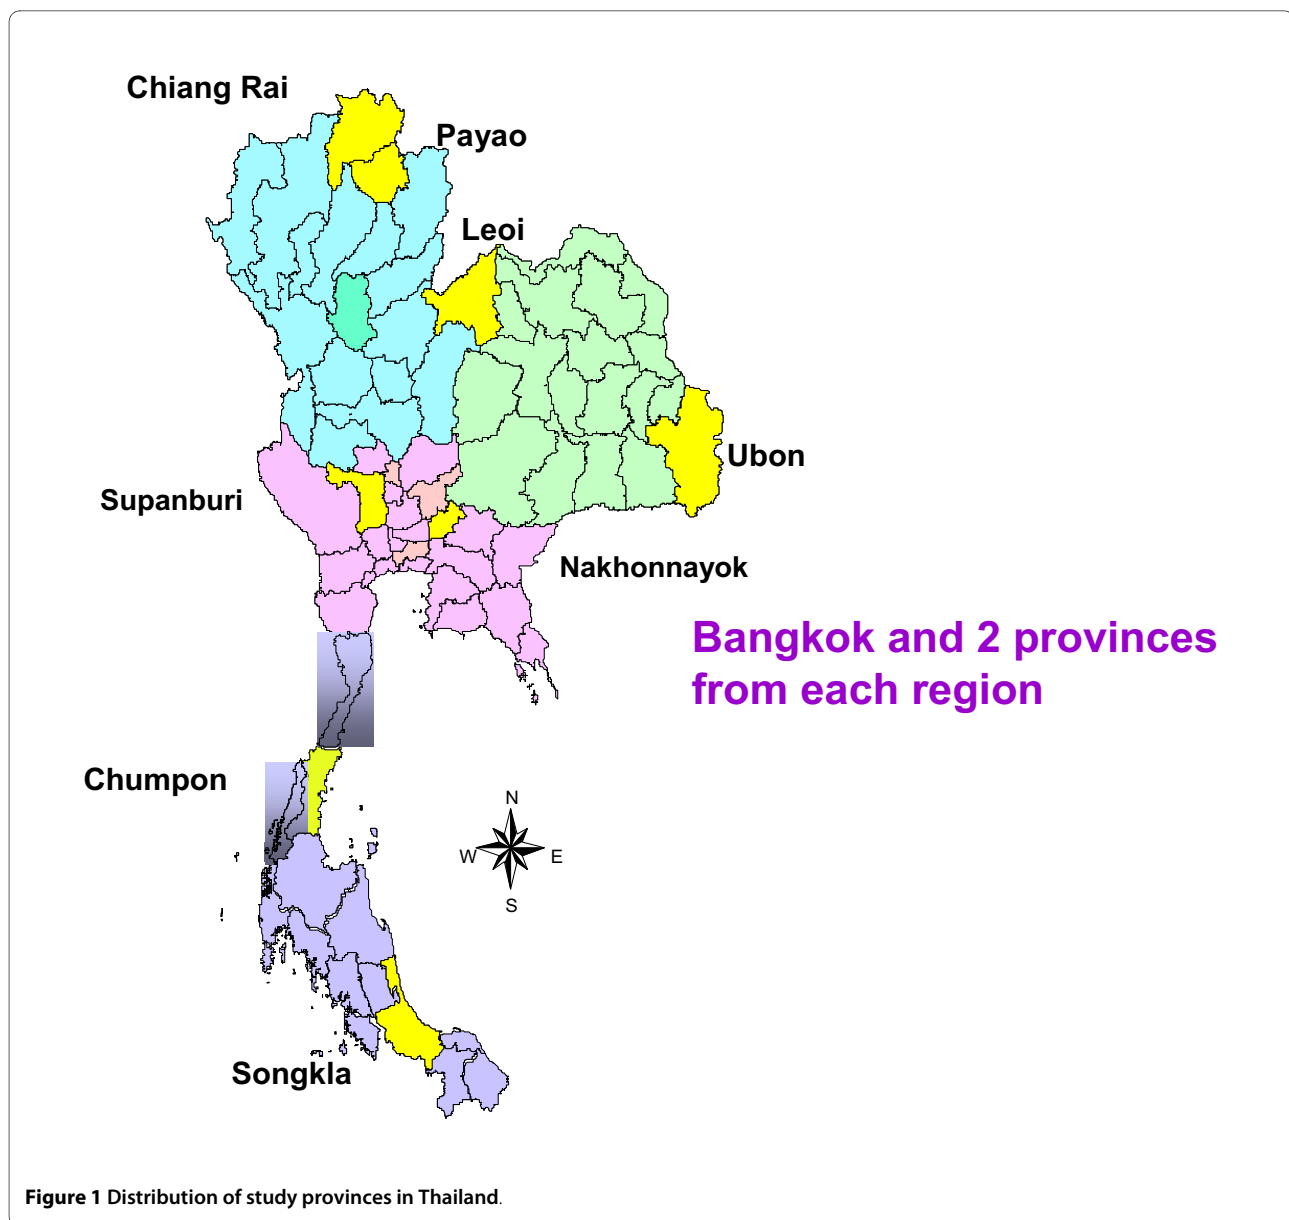 Chiang Rai
Payao
Leoi
Ubon
Supanburi
Nakhonnayok
Bangkok and 2 provinces
from each region
Chumpon
N
W
E
S
Songkla
Figure 1 Distribution of study provinces in Thailand.